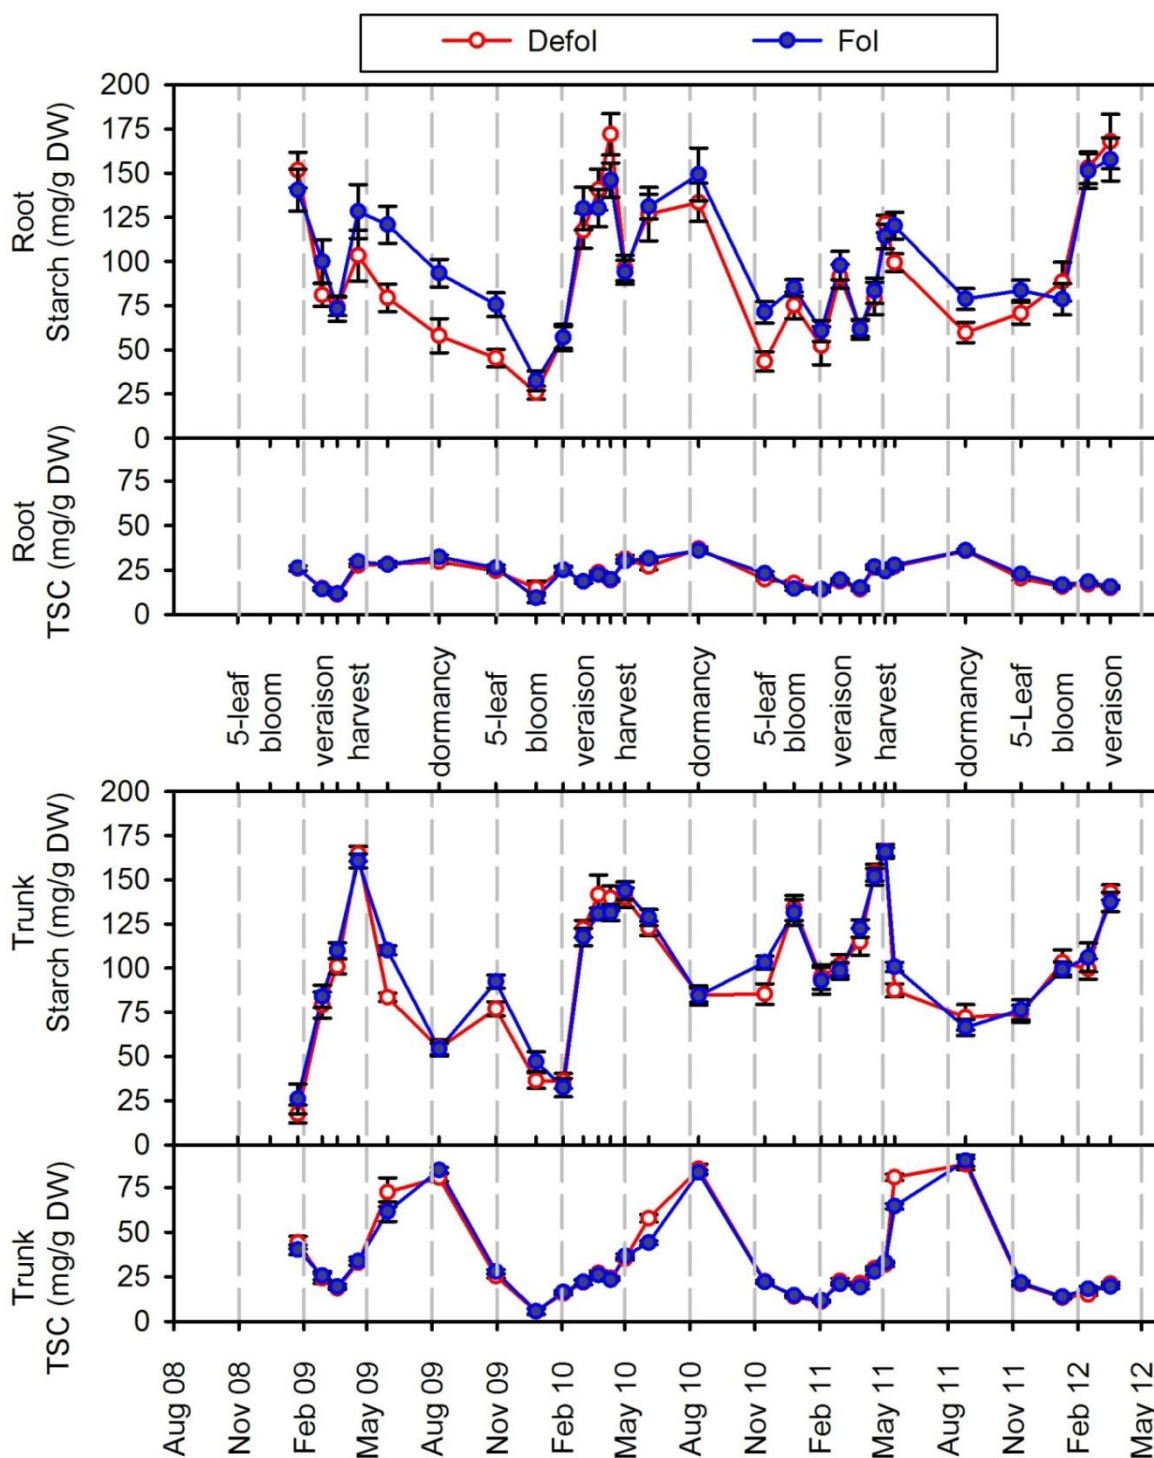 Defol Fol
Root
Starch (mg/g DW)
200
175
150
125
100
75
50
25
0
Root
TSC (mg/g DW)
75
50
25
0
5-leaf
bloom
veraison
harvest
dormancy
5-leaf
bloom
veraison
harvest
dormancy
5-leaf
bloom
veraison
harvest
dormancy
5-Leaf
bloom
veraison
Trunk
Starch (mg/g DW)
200
175
150
125
100
75
50
25
0
Trunk
TSC (mg/g DW)
75
50
25
0
Aug 08
Nov 08
Feb 09
May 09
Aug 09
Nov 09
Feb 10
May 10
Aug 10
Nov 10
Feb 11
May 11
Aug 11
Nov 11
Feb 12
May 12